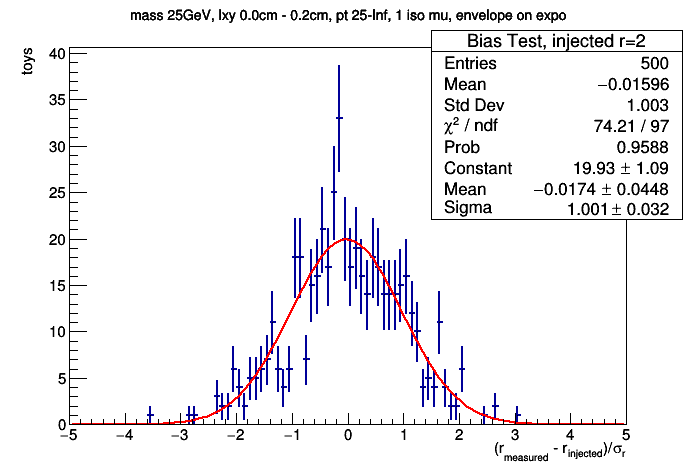 mass 25GeV, lxy 0.0cm - 0.2cm, pt 25-Inf, 1 iso mu, envelope on expo
toys
Bias Test, injected r=2
Entries 500
Mean −0.01596
Std Dev 1.003
χ² / ndf 74.21 / 97
Prob 0.9588
Constant 19.93 ± 1.09
Mean −0.0174 ± 0.0448
Sigma 1.001 ± 0.032
40
35
30
25
20
15
10
5
0
−5 −4 −3 −2 −1 0 1 2 3 4 5
(r_measured - r_injected)/σ_r